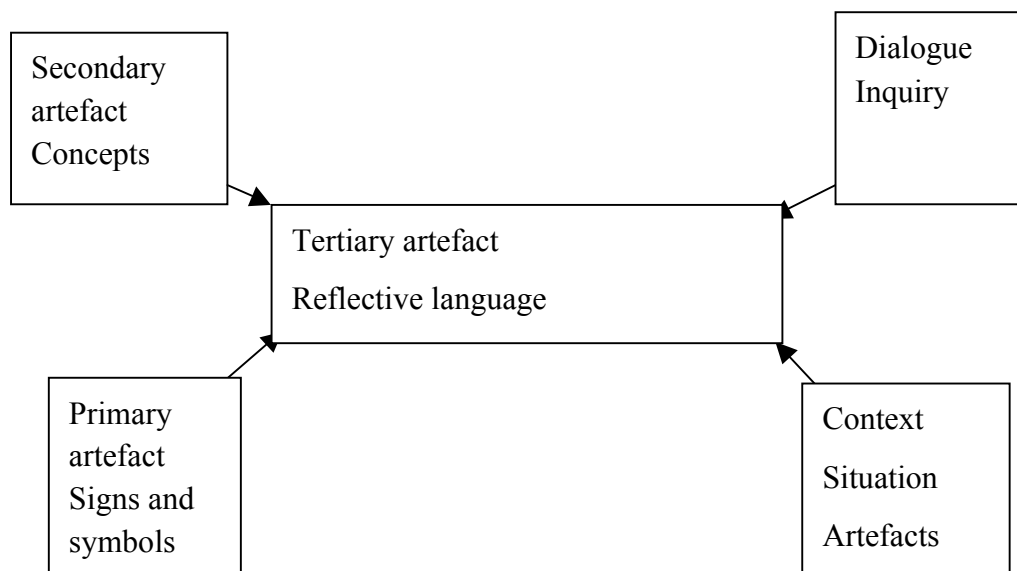 Secondary
artefact
Concepts
Dialogue
Inquiry
Tertiary artefact
Reflective language
Primary
artefact
Signs and
symbols
Context
Situation
Artefacts